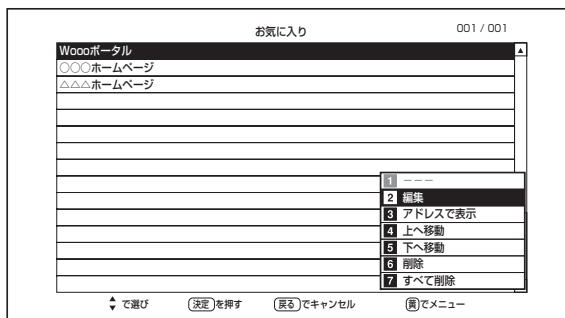 お気に入り 001 / 001
Woooポータル
○○○ホームページ
△△△ホームページ
1 −−−
2 編集
3 アドレスで表示
4 上へ移動
5 下へ移動
6 削除
7 すべて削除
で選び 決定を押す 戻るでキャンセル 黄でメニュー